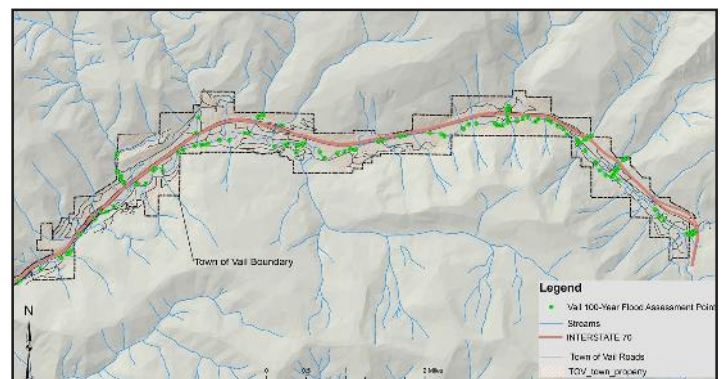 Town of Vail Boundary
N
0 0.5 1 2 Miles
Legend
Vail 100-Year Flood Assessment Point
Streams
INTERSTATE 70
Town of Vail Roads
TOV_town_property